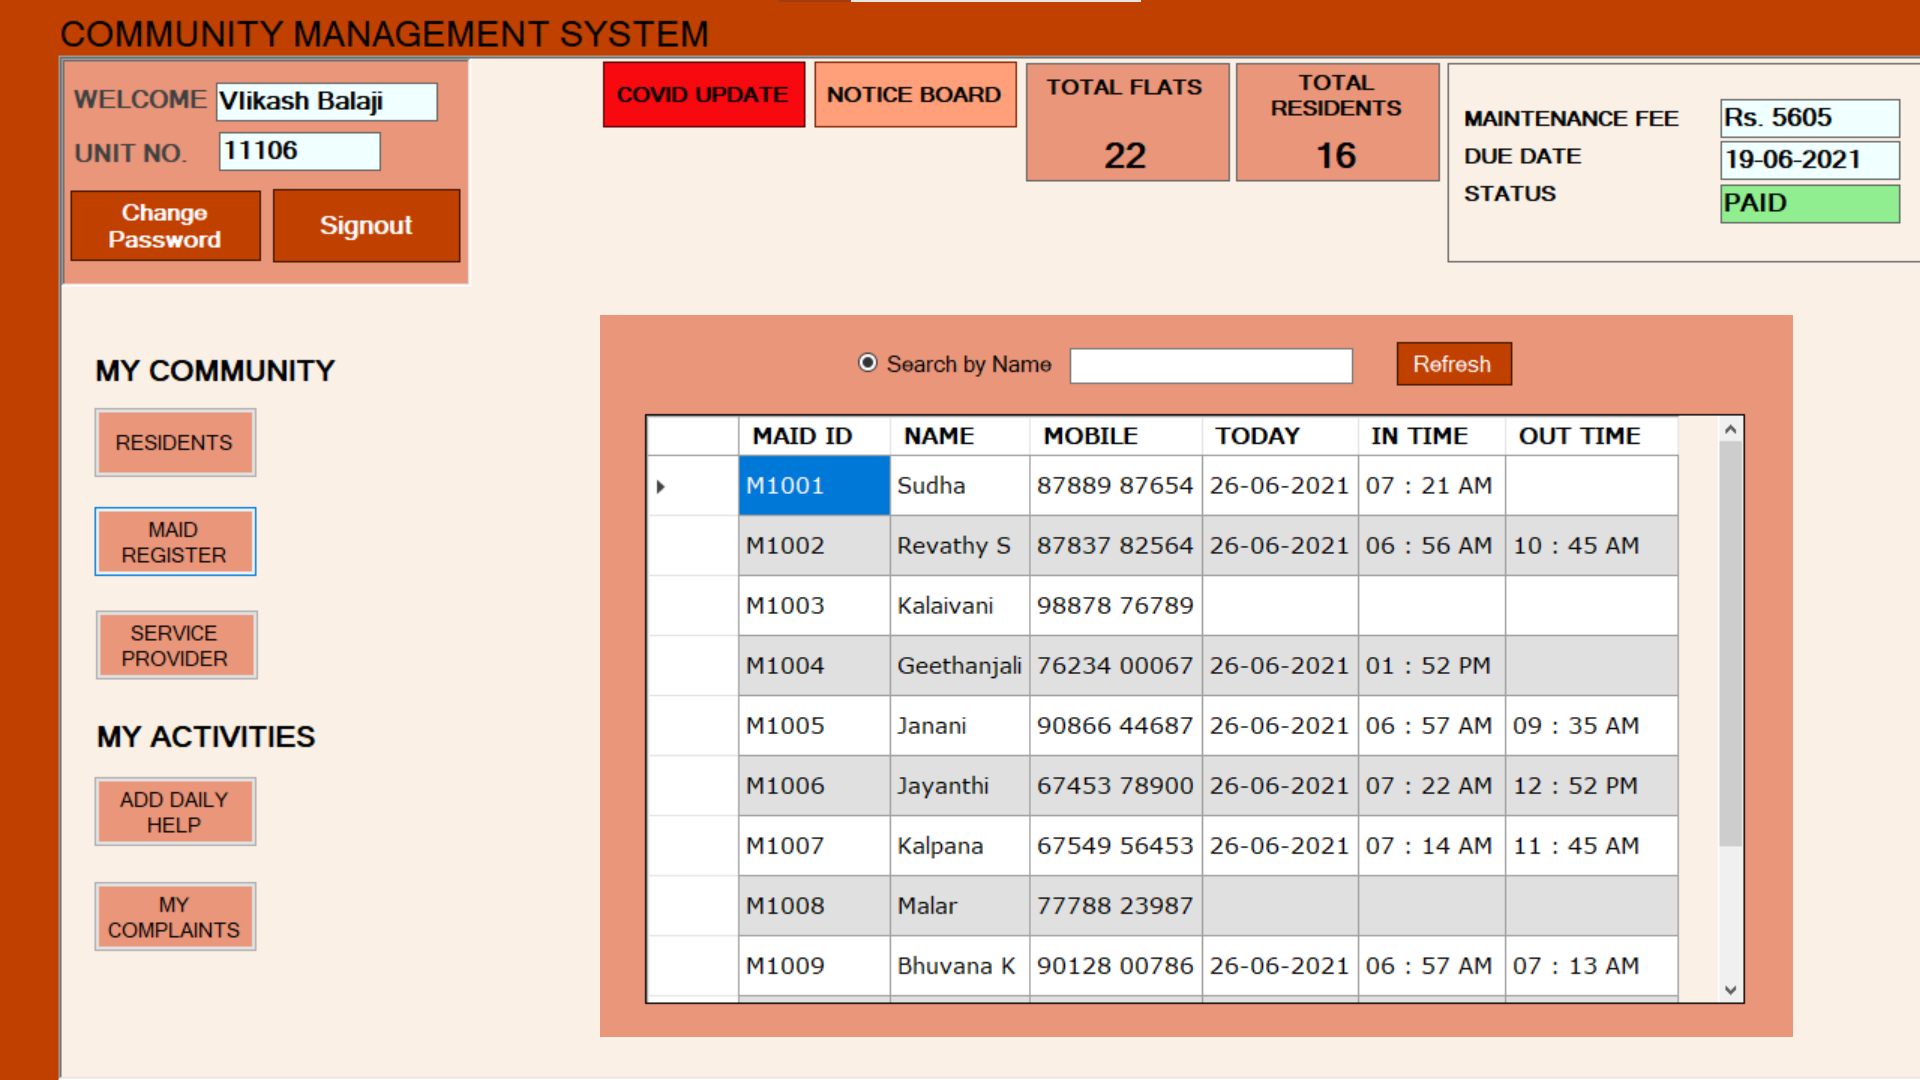 COMMUNITY MANAGEMENT SYSTEM
WELCOME Vlikash Balaji
UNIT NO. 11106
Change
Password
Signout
COVID UPDATE
NOTICE BOARD
TOTAL FLATS
22
TOTAL
RESIDENTS
16
MAINTENANCE FEE Rs. 5605
DUE DATE 19-06-2021
STATUS PAID
MY COMMUNITY
RESIDENTS
MAID
REGISTER
SERVICE
PROVIDER
MY ACTIVITIES
ADD DAILY
HELP
MY
COMPLAINTS
Search by Name
Refresh
MAID ID NAME MOBILE TODAY IN TIME OUT TIME
M1001 Sudha 87889 87654 26-06-2021 07 : 21 AM
M1002 Revathy S 87837 82564 26-06-2021 06 : 56 AM 10 : 45 AM
M1003 Kalaivani 98878 76789
M1004 Geethanjali 76234 00067 26-06-2021 01 : 52 PM
M1005 Janani 90866 44687 26-06-2021 06 : 57 AM 09 : 35 AM
M1006 Jayanthi 67453 78900 26-06-2021 07 : 22 AM 12 : 52 PM
M1007 Kalpana 67549 56453 26-06-2021 07 : 14 AM 11 : 45 AM
M1008 Malar 77788 23987
M1009 Bhuvana K 90128 00786 26-06-2021 06 : 57 AM 07 : 13 AM